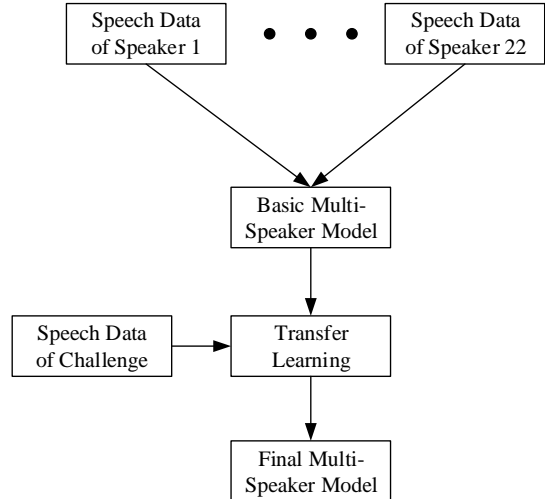 Speech Data
of Speaker 1
Speech Data
of Speaker 22
Basic Multi-
Speaker Model
Speech Data
of Challenge
Transfer
Learning
Final Multi-
Speaker Model